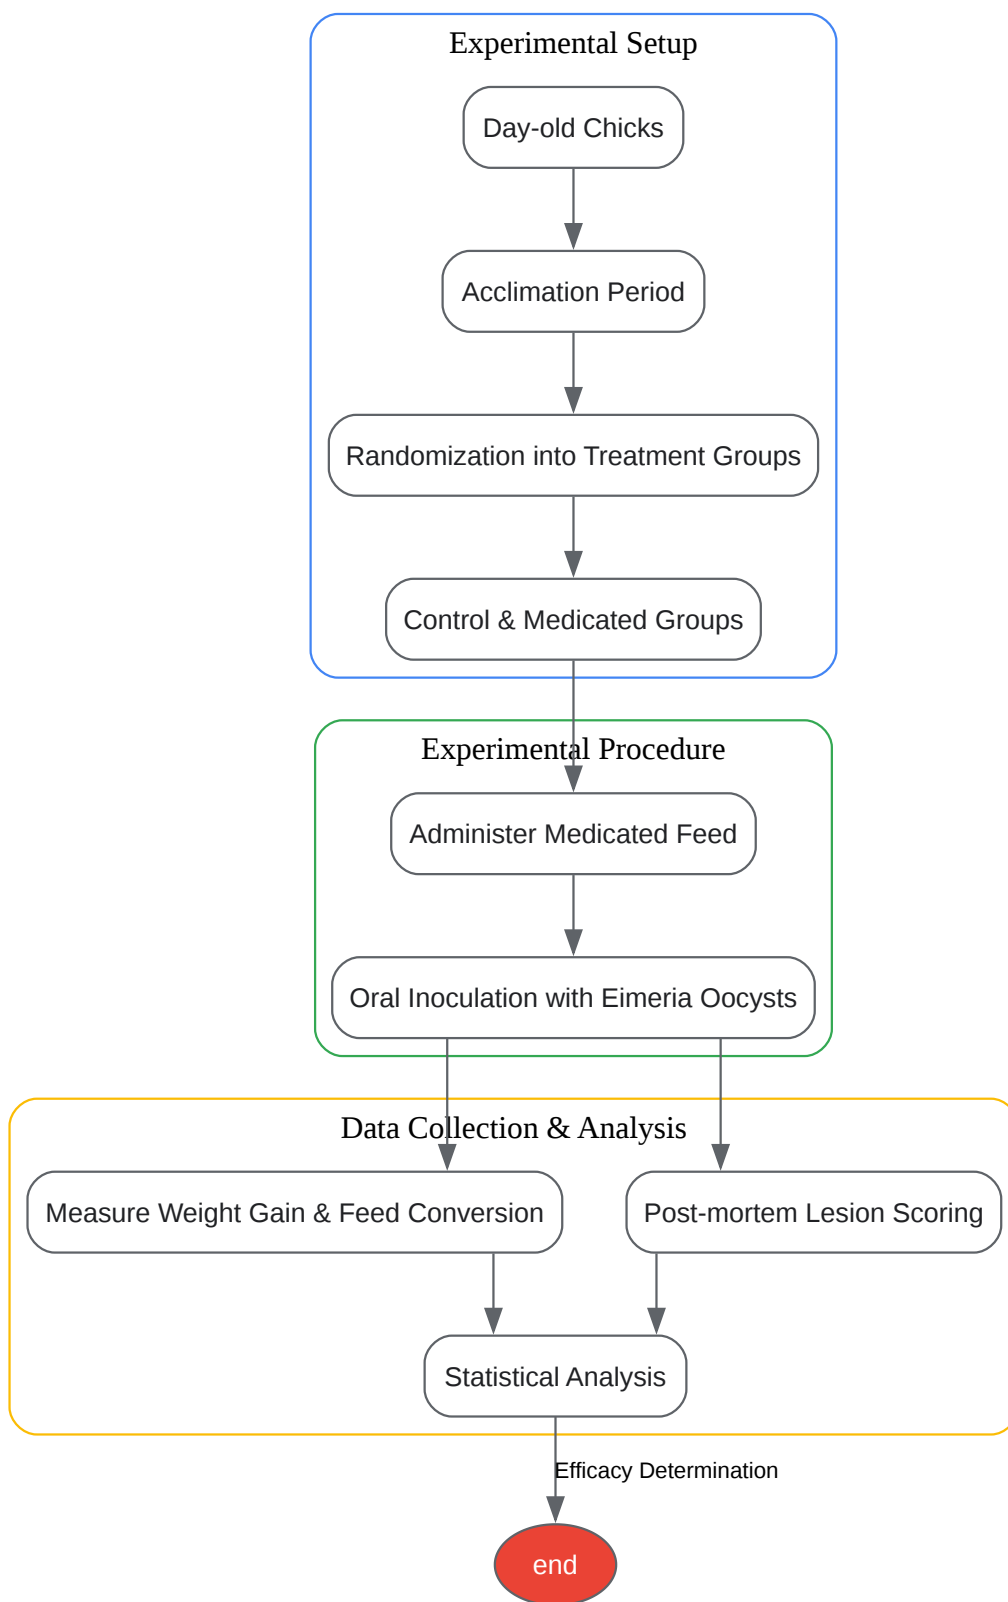 Experimental Setup
Day-old Chicks
Acclimation Period
Randomization into Treatment Groups
Control & Medicated Groups
Experimental Procedure
Administer Medicated Feed
Oral Inoculation with Eimeria Oocysts
Data Collection & Analysis
Measure Weight Gain & Feed Conversion
Post-mortem Lesion Scoring
Statistical Analysis
Efficacy Determination
end